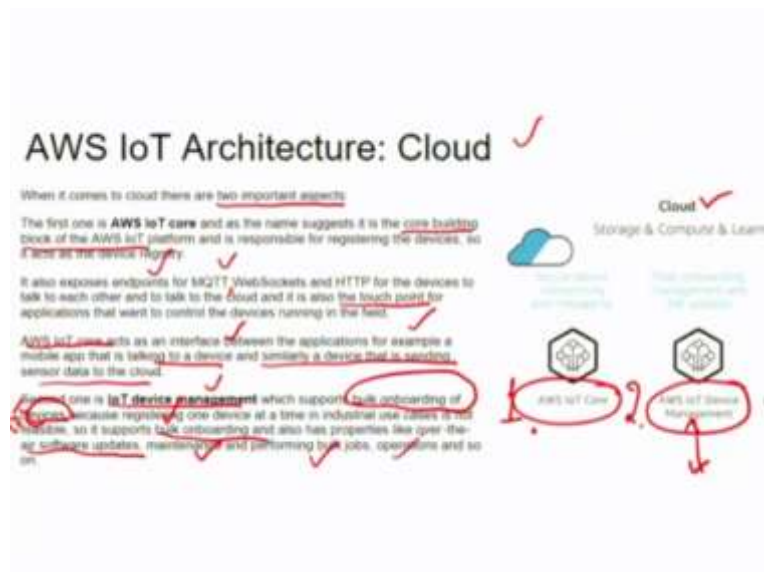 AWS IoT Architecture: Cloud
When it comes to cloud there are two important aspects
The first one is AWS IoT core and as the name suggests it is the core building
block of the AWS IoT platform and is responsible for registering the devices, so
it acts as the device registry.
It also exposes endpoints for MQTT, WebSockets and HTTP for the devices to
talk to each other and to talk to the cloud and it is also the touch point for
applications that want to control the devices running in the field.
AWS IoT core acts as an interface between the applications for example a
mobile app that is talking to a device and similarly a device that is sending
sensor data to the cloud.
Second one is IoT device management which supports bulk onboarding of
devices because registering one device at a time in industrial use cases is not
feasible, so it supports bulk onboarding and also has properties like over-the-
air software updates, maintenance and performing bulk jobs, operations and so
on.
Cloud
Storage & Compute & Learn
1.
AWS IoT Core
2.
AWS IoT Device
Management